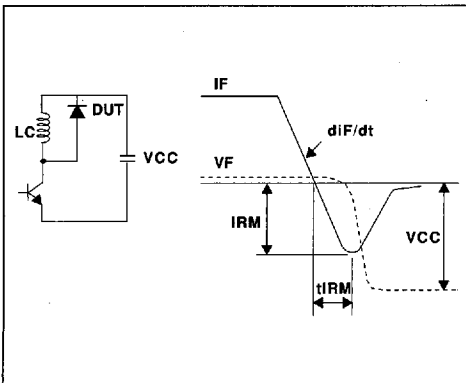 DUT
LC
VCC
IF
diF/dt
VF
IRM
VCC
tIRM